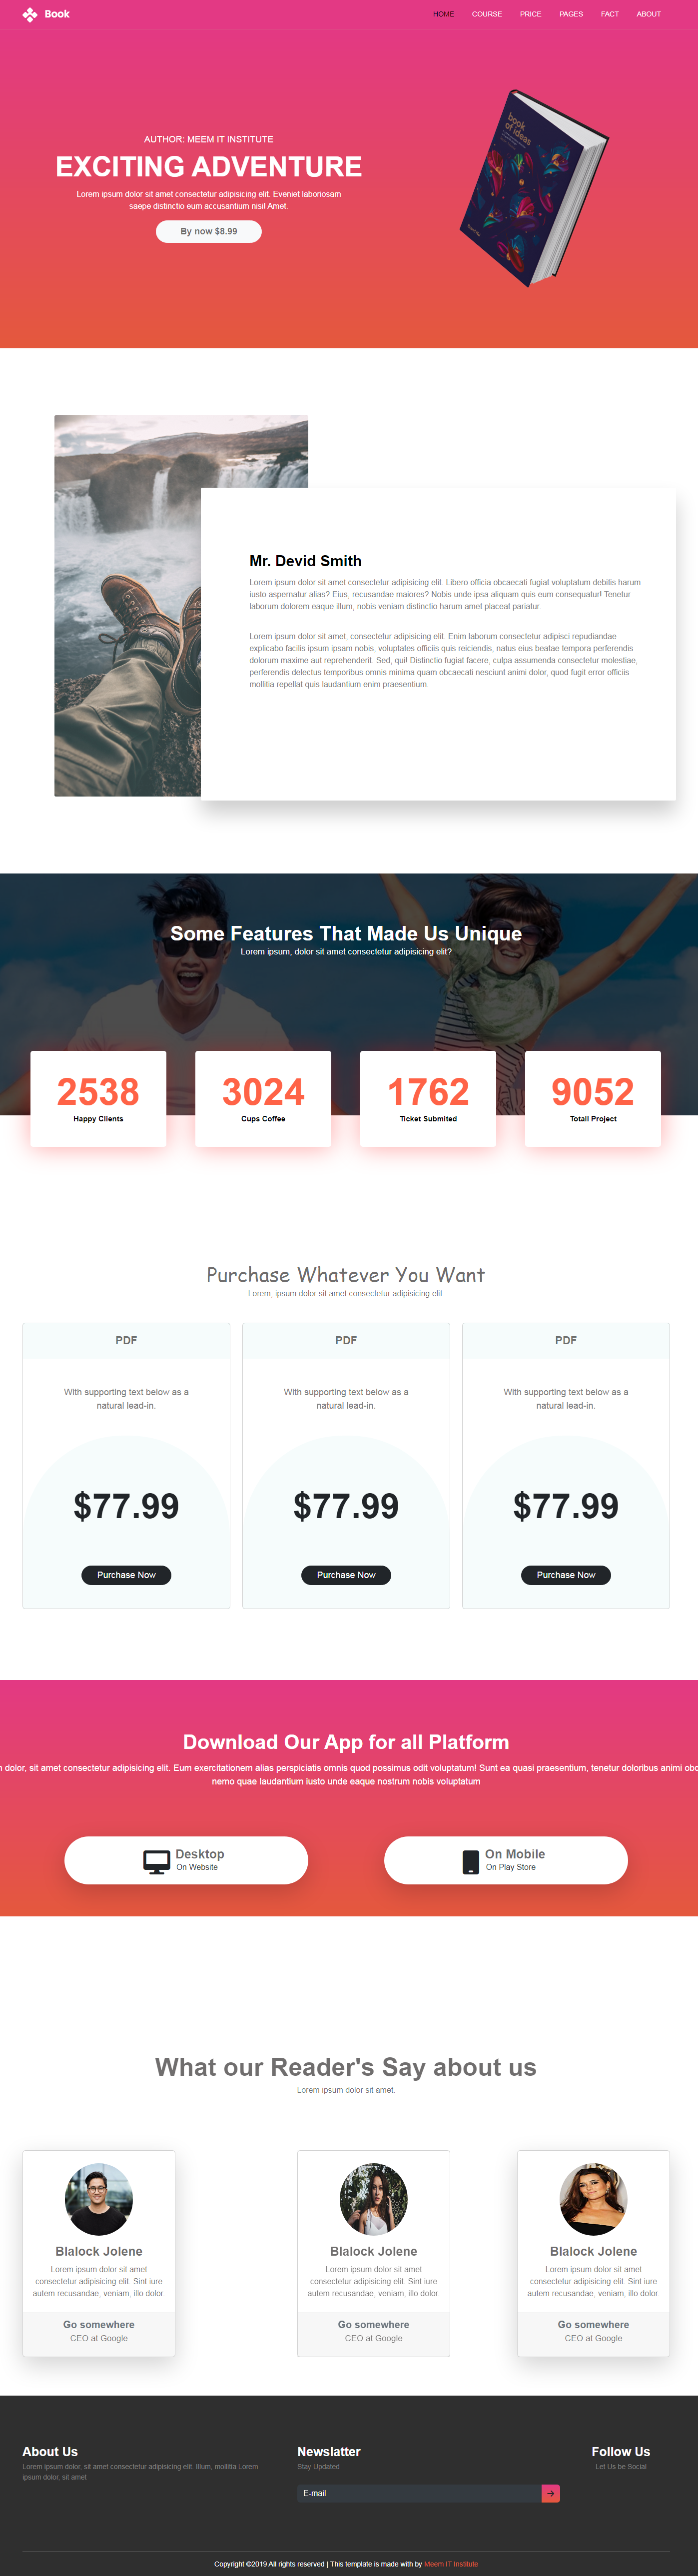 Book
HOME COURSE PRICE PAGES FACT ABOUT
AUTHOR: MEEM IT INSTITUTE
EXCITING ADVENTURE
Lorem ipsum dolor sit amet consectetur adipisicing elit. Eveniet laboriosam
saepe distinctio eum accusantium nisi! Amet.
By now $8.99
book
of ideas
Mr. Devid Smith
Lorem ipsum dolor sit amet consectetur adipisicing elit. Libero officia obcaecati fugiat voluptatum debitis harum
iusto aspernatur alias? Eius, recusandae maiores? Nobis unde ipsa aliquam quis eum consequatur! Tenetur
laborum dolorem eaque illum, nobis veniam distinctio harum amet placeat pariatur.
Lorem ipsum dolor sit amet, consectetur adipisicing elit. Enim laborum consectetur adipisci repudiandae
explicabo facilis ipsum ipsam nobis, voluptates officiis quis reiciendis, natus eius beatae tempora perferendis
dolorum maxime aut reprehenderit. Sed, qui! Distinctio fugiat facere, culpa assumenda consectetur molestiae,
perferendis delectus temporibus omnis minima quam obcaecati nesciunt animi dolor, quod fugit error officiis
mollitia repellat quis laudantium enim praesentium.
Some Features That Made Us Unique
Lorem ipsum, dolor sit amet consectetur adipisicing elit?
2538
Happy Clients
3024
Cups Coffee
1762
Ticket Submited
9052
Totall Project
Purchase Whatever You Want
Lorem, ipsum dolor sit amet consectetur adipisicing elit.
PDF
With supporting text below as a
natural lead-in.
$77.99
Purchase Now
PDF
With supporting text below as a
natural lead-in.
$77.99
Purchase Now
PDF
With supporting text below as a
natural lead-in.
$77.99
Purchase Now
Download Our App for all Platform
dolor, sit amet consectetur adipisicing elit. Eum exercitationem alias perspiciatis omnis quod possimus odit voluptatum! Sunt ea quasi praesentium, tenetur doloribus animi
nemo quae laudantium iusto unde eaque nostrum nobis voluptatum
Desktop
On Website
On Mobile
On Play Store
What our Reader's Say about us
Lorem ipsum dolor sit amet.
Blalock Jolene
Lorem ipsum dolor sit amet
consectetur adipisicing elit. Sint iure
autem recusandae, veniam, illo dolor.
Go somewhere
CEO at Google
Blalock Jolene
Lorem ipsum dolor sit amet
consectetur adipisicing elit. Sint iure
autem recusandae, veniam, illo dolor.
Go somewhere
CEO at Google
Blalock Jolene
Lorem ipsum dolor sit amet
consectetur adipisicing elit. Sint iure
autem recusandae, veniam, illo dolor.
Go somewhere
CEO at Google
About Us
Lorem ipsum dolor, sit amet consectetur adipisicing elit. Illum, mollitia Lorem
ipsum dolor, sit amet
Newslatter
Stay Updated
E-mail
Follow Us
Let Us be Social
Copyright ©2019 All rights reserved | This template is made with by Meem IT Institute